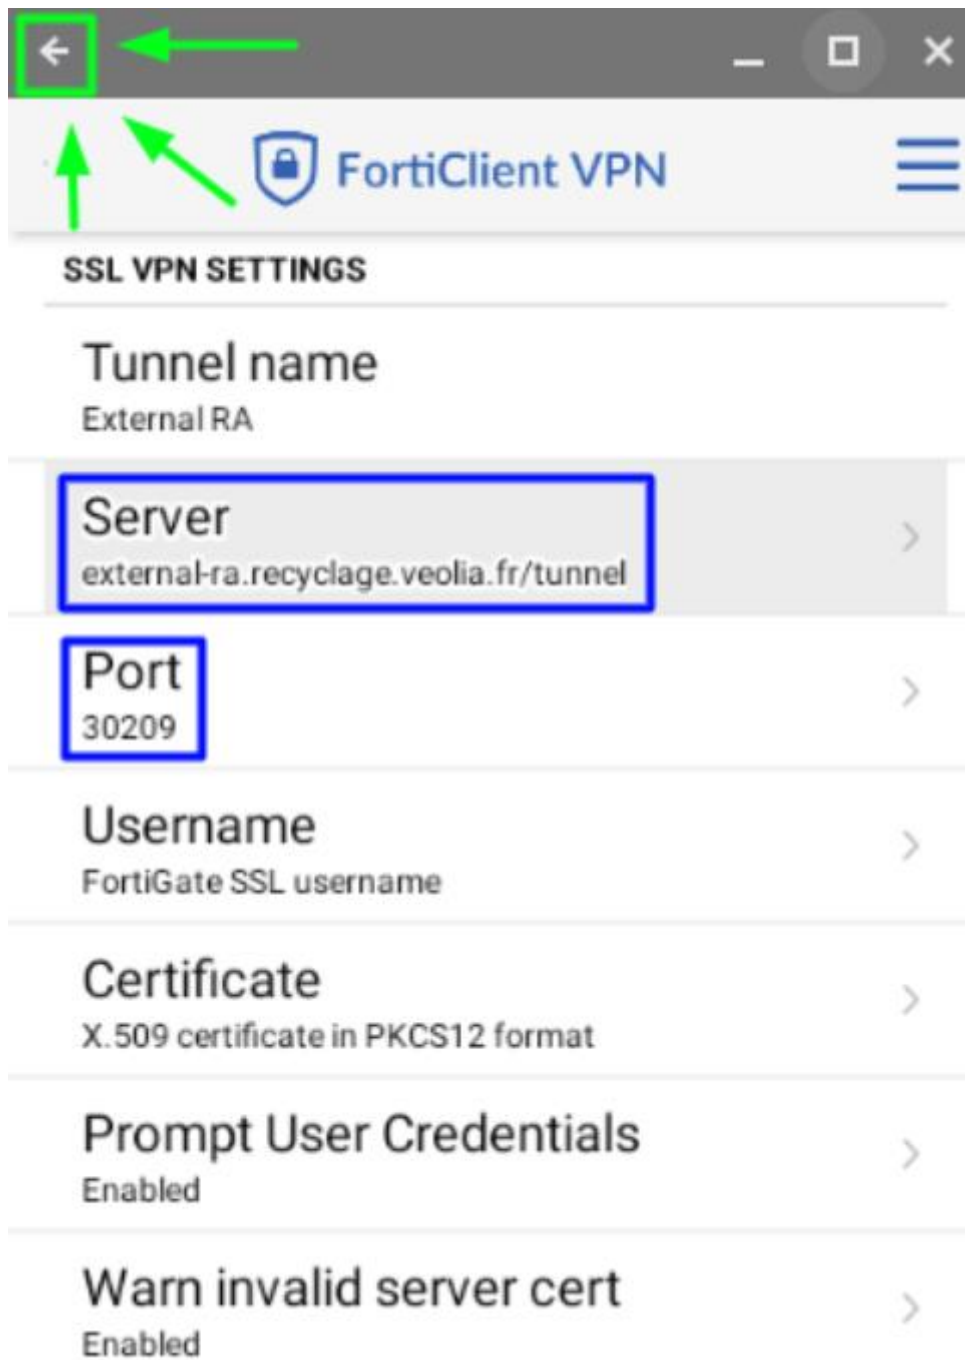 FortiClient VPN
SSL VPN SETTINGS
Tunnel name
External RA
Server
external-ra.recyclage.veolia.fr/tunnel
Port
30209
Username
FortiGate SSL username
Certificate
X.509 certificate in PKCS12 format
Prompt User Credentials
Enabled
Warn invalid server cert
Enabled